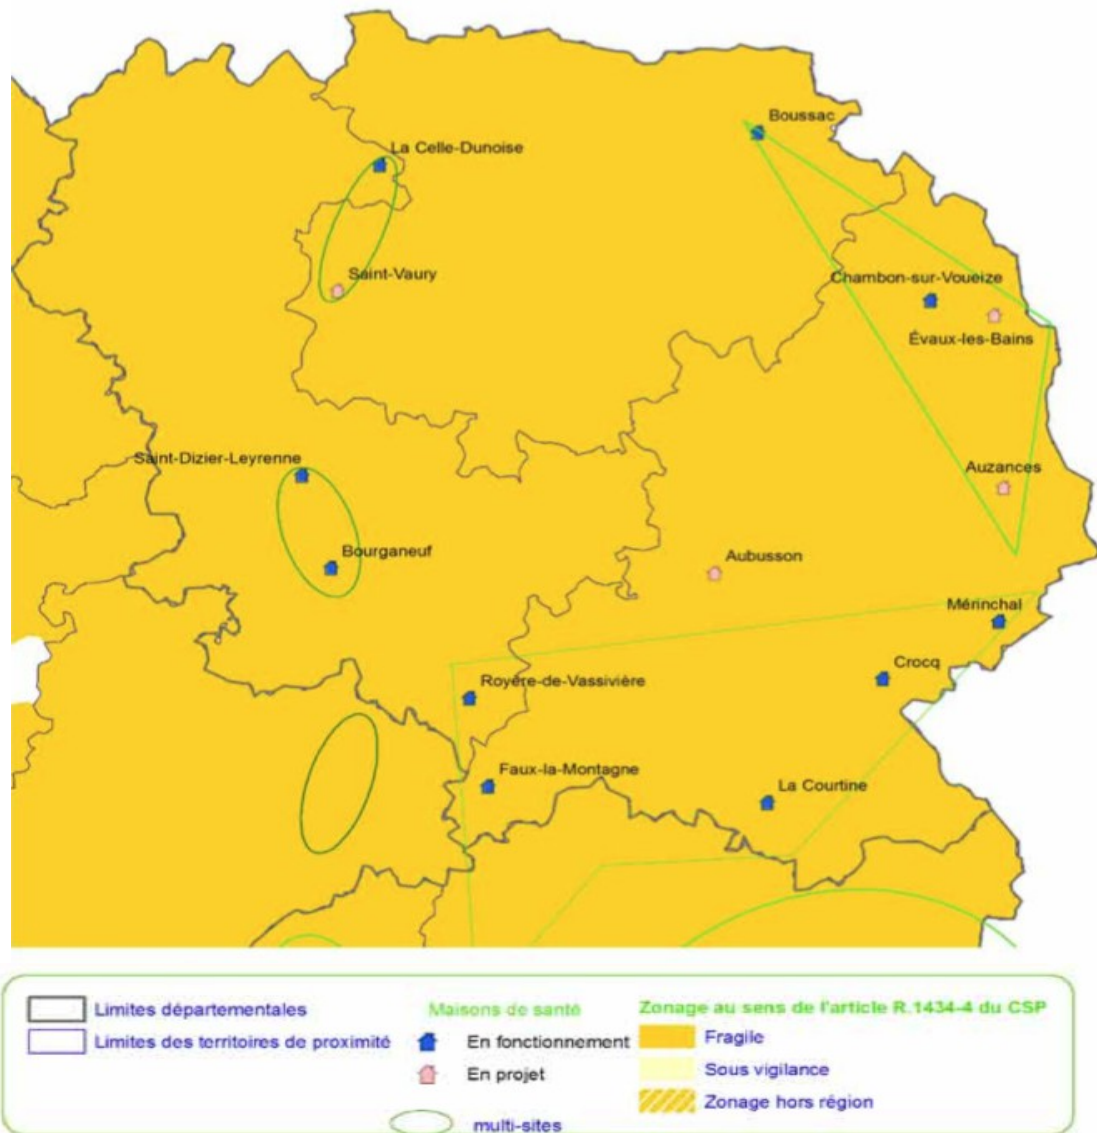 Boussac
La Celle-Dunoise
Saint-Vaury
Chambon-sur-Voueize
Évaux-les-Bains
Saint-Dizier-Leyrenne
Auzances
Bourganeuf
Aubusson
Mérinchal
Crocq
Royére-de-Vassivière
Faux-la-Montagne
La Courtine
Limites départementales
Limites des territoires de proximité
Maisons de santé
En fonctionnement
En projet
multi-sites
Zonage au sens de l'article R.1434-4 du CSP
Fragile
Sous vigilance
Zonage hors région